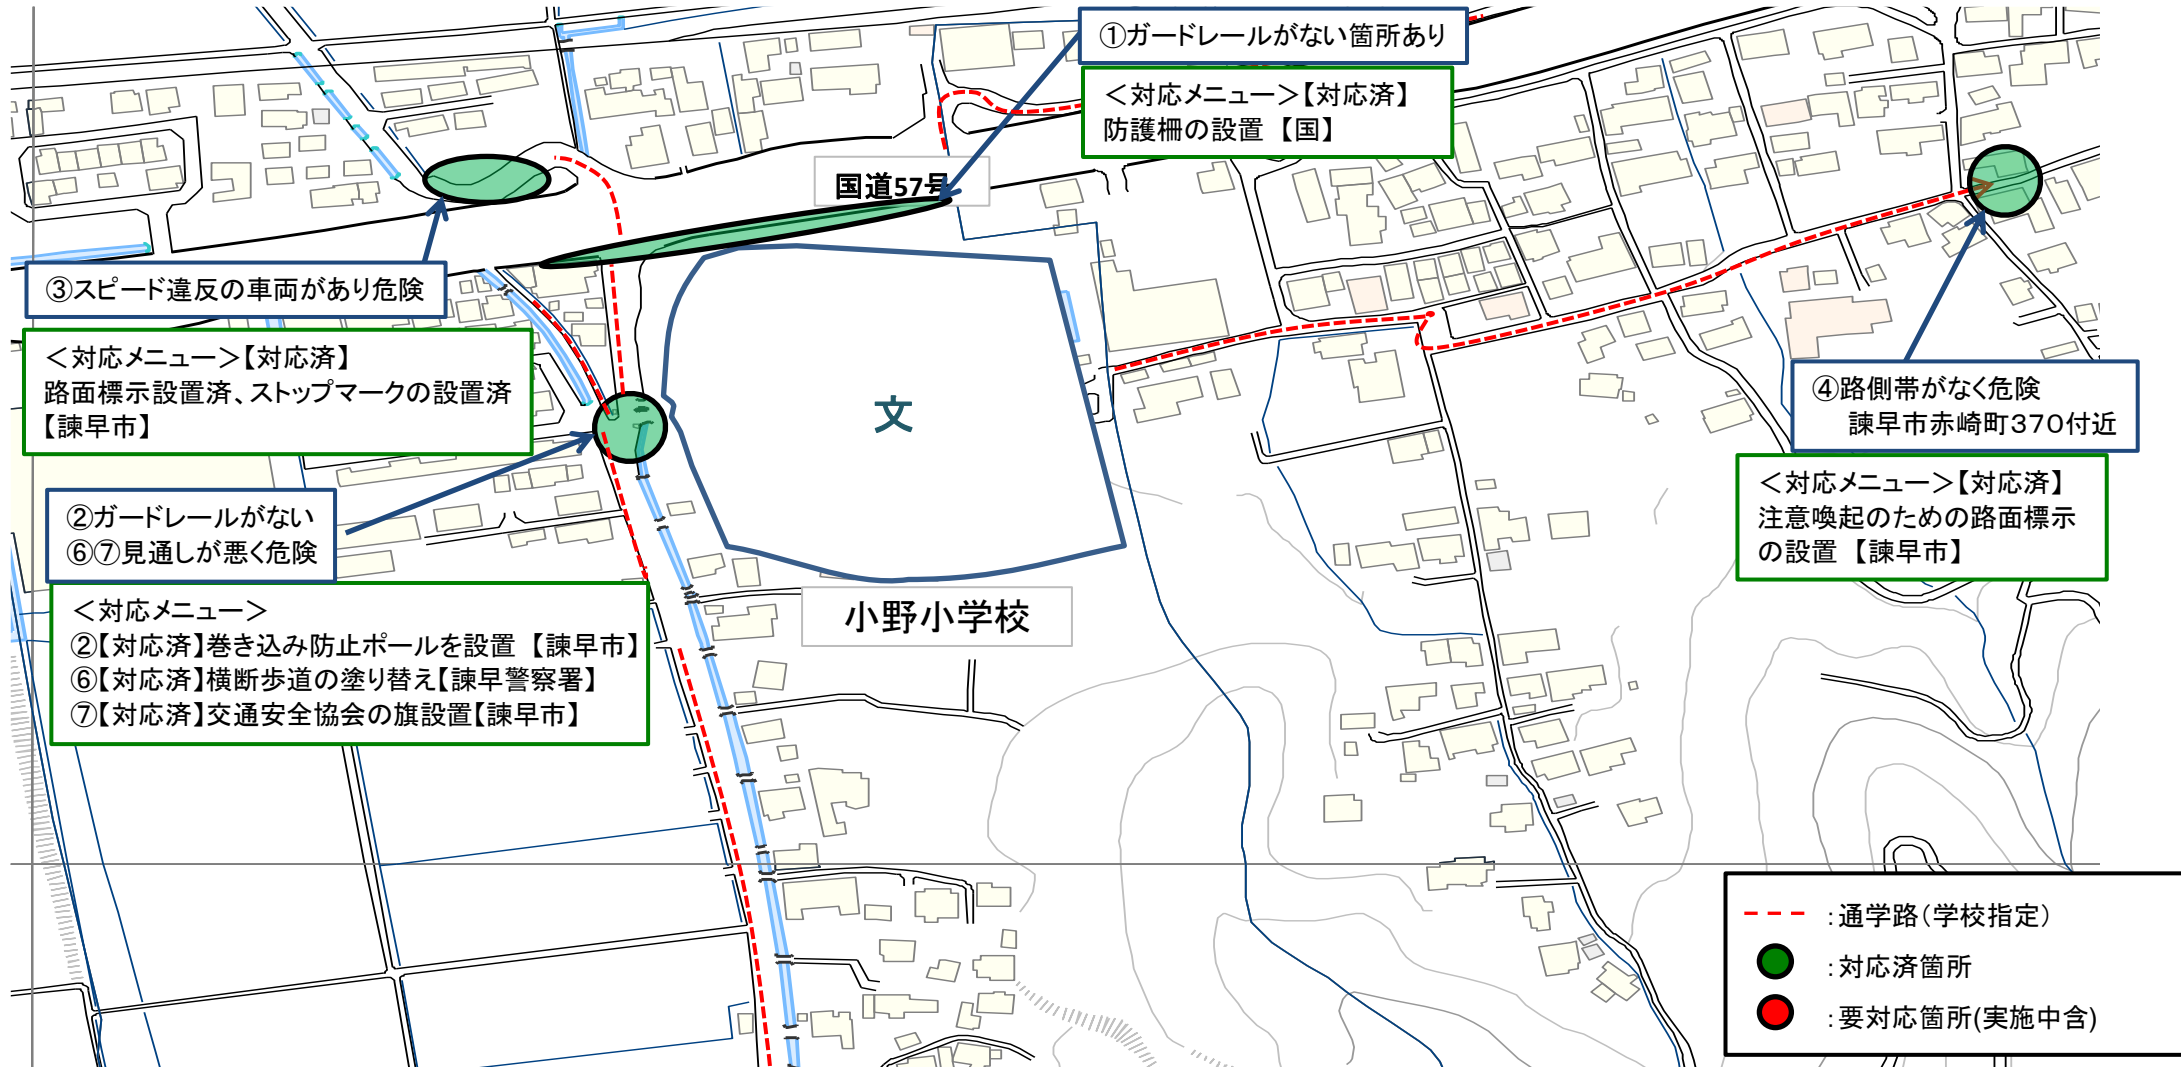 ①ガードレールがない箇所あり
＜対応メニュー＞【対応済】
防護柵の設置 【国】
国道57号
③スピード違反の車両があり危険
＜対応メニュー＞【対応済】
路面標示設置済、ストップマークの設置済
【諫早市】
②ガードレールがない
⑥⑦見通しが悪く危険
＜対応メニュー＞
②【対応済】巻き込み防止ポールを設置 【諫早市】
⑥【対応済】横断歩道の塗り替え【諫早警察署】
⑦【対応済】交通安全協会の旗設置【諫早市】
文
小野小学校
④路側帯がなく危険
諫早市赤崎町370付近
＜対応メニュー＞【対応済】
注意喚起のための路面標示
の設置 【諫早市】
：通学路（学校指定）
：対応済箇所
：要対応箇所(実施中含)